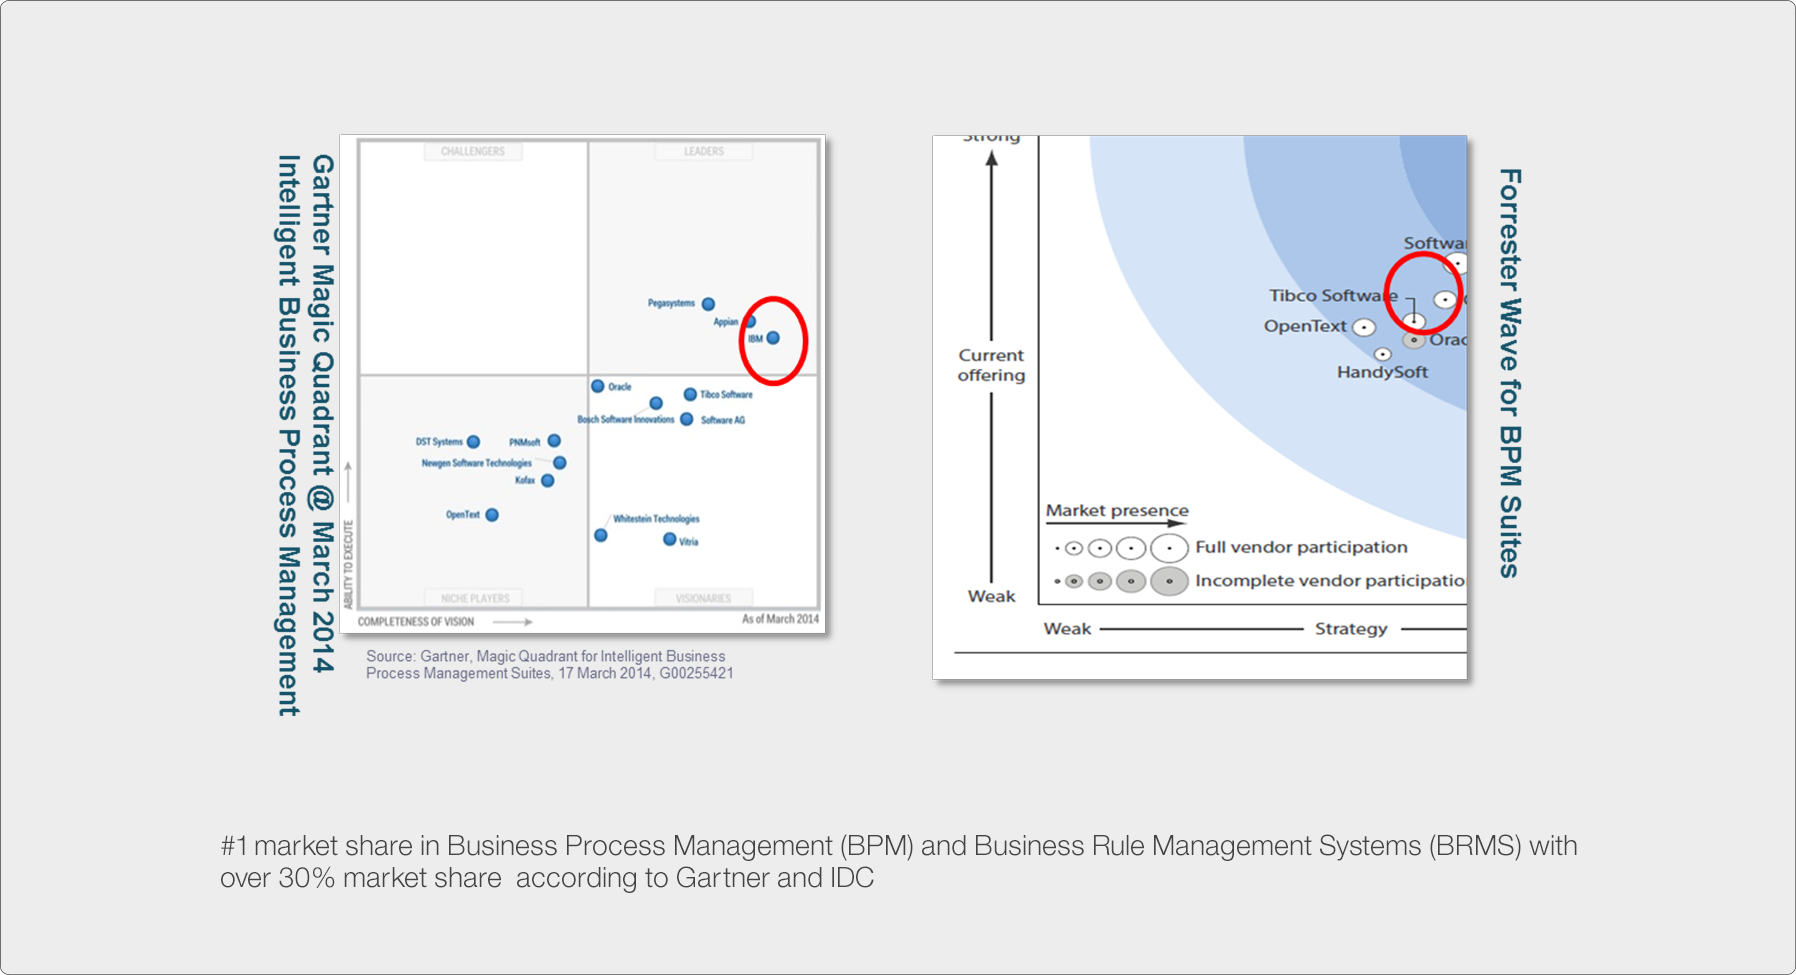 Gartner Magic Quadrant @ March 2014
Intelligent Business Process Management
CHALLENGERS
LEADERS
Pegasystems
Appian
IBM
Oracle
Tibco Software
Bosch Software Innovations
Software AG
DST Systems
PNMsoft
Newgen Software Technologies
Kofax
OpenText
Whitestein Technologies
Vitria
NICHE PLAYERS
VISIONARIES
ABILITY TO EXECUTE
COMPLETENESS OF VISION
As of March 2014
Source: Gartner, Magic Quadrant for Intelligent Business
Process Management Suites, 17 March 2014, G00255421
Strong
Current
offering
Weak
Softwa
Tibco Software
OpenText
Orac
HandySoft
Market presence
Full vendor participation
Incomplete vendor participatio
Weak
Strategy
Forrester Wave for BPM Suites
#1 market share in Business Process Management (BPM) and Business Rule Management Systems (BRMS) with
over 30% market share according to Gartner and IDC